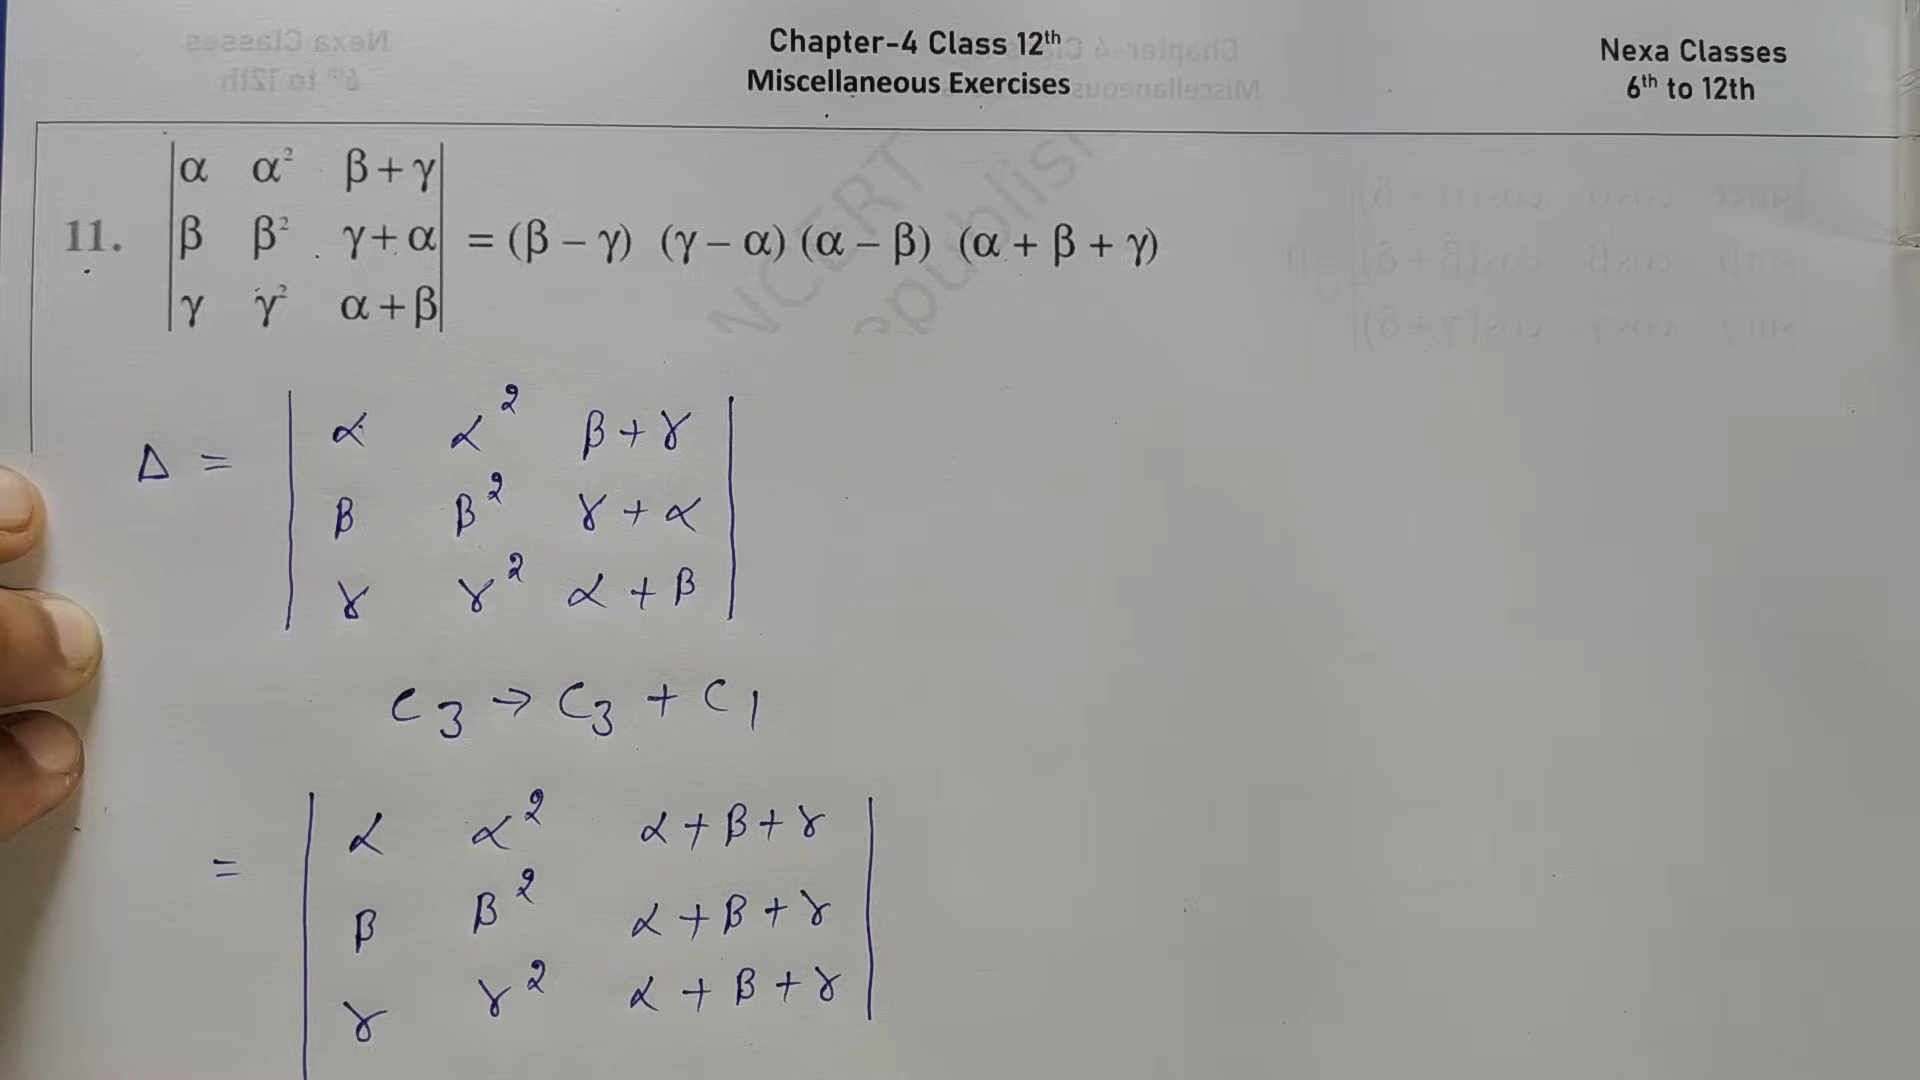 Chapter-4 Class 12th
Miscellaneous Exercises
Nexa Classes
6th to 12th
11. | α α² β+γ |
| β β² γ+α | = (β – γ) (γ – α) (α – β) (α + β + γ)
| γ γ² α+β |
NCERT
Δ = | α α² β+γ |
| β β² γ+α |
| γ γ² α+β |
C3 → C3 + C1
= | α α² α+β+γ |
| β β² α+β+γ |
| γ γ² α+β+γ |